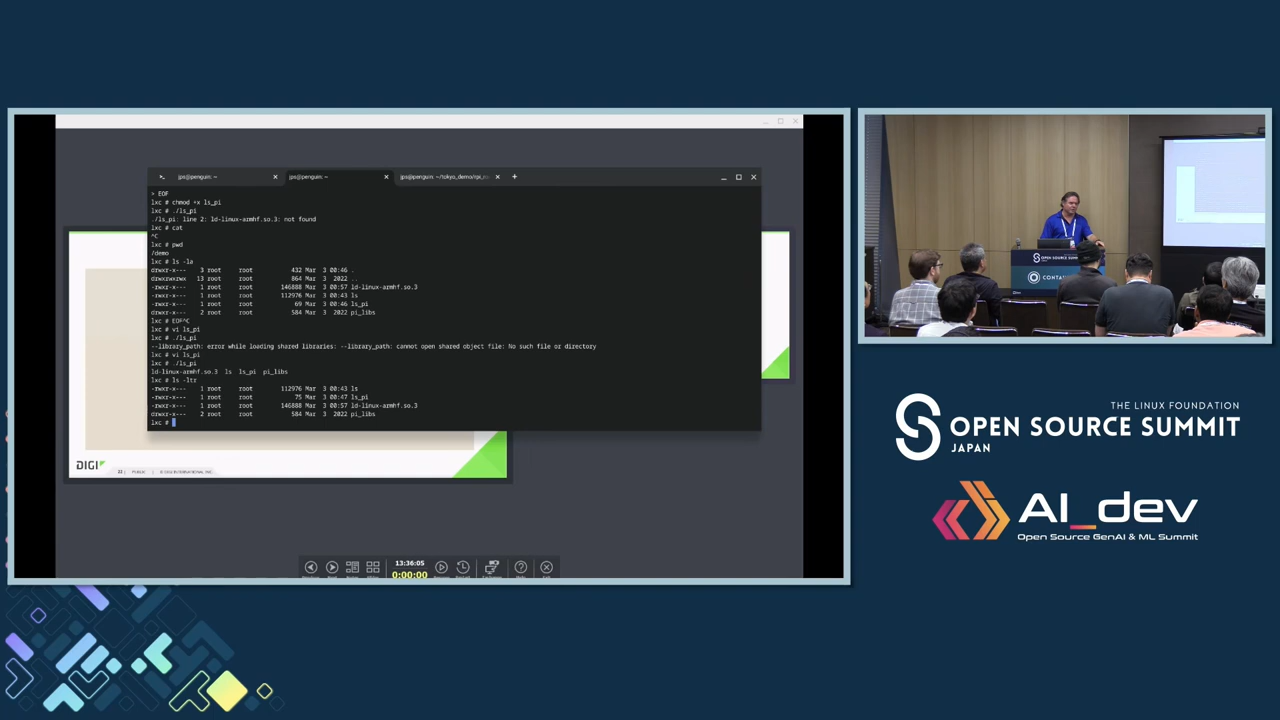 jps@penguin: ~
jps@penguin: ~
jps@penguin: ~/tokyo_demo/rpi_ro
> EOF
lxc # chmod +x ls_pi
lxc # ./ls_pi
./ls_pi: line 2: ld-linux-armhf.so.3: not found
lxc # cat
^C
lxc # pwd
/demo
lxc # ls -la
drwxr-x--- 3 root root 432 Mar 3 00:46 .
drwxrwxrwx 13 root root 864 Mar 3 2022 ..
-rwxr-x--- 1 root root 146888 Mar 3 00:57 ld-linux-armhf.so.3
-rwxr-x--- 1 root root 112976 Mar 3 00:43 ls
-rwxr-x--- 1 root root 69 Mar 3 00:46 ls_pi
drwxr-x--- 2 root root 584 Mar 3 2022 pi_libs
lxc # EOF^C
lxc # vi ls_pi
lxc # ./ls_pi
--library_path: error while loading shared libraries: --library_path: cannot open shared object file: No such file or directory
lxc # vi ls_pi
lxc # ./ls_pi
ld-linux-armhf.so.3 ls ls_pi pi_libs
lxc # ls -ltr
-rwxr-x--- 1 root root 112976 Mar 3 00:43 ls
-rwxr-x--- 1 root root 75 Mar 3 00:47 ls_pi
-rwxr-x--- 1 root root 146888 Mar 3 00:57 ld-linux-armhf.so.3
drwxr-x--- 2 root root 584 Mar 3 2022 pi_libs
lxc #
DIGI
22 | PUBLIC | © 2024 INTERNATIONAL INC.
13:36:05
0:00:00
OPEN SOURCE SUMMIT
CONTA
THE LINUX FOUNDATION
OPEN SOURCE SUMMIT
JAPAN
AI_dev
Open Source GenAI & ML Summit